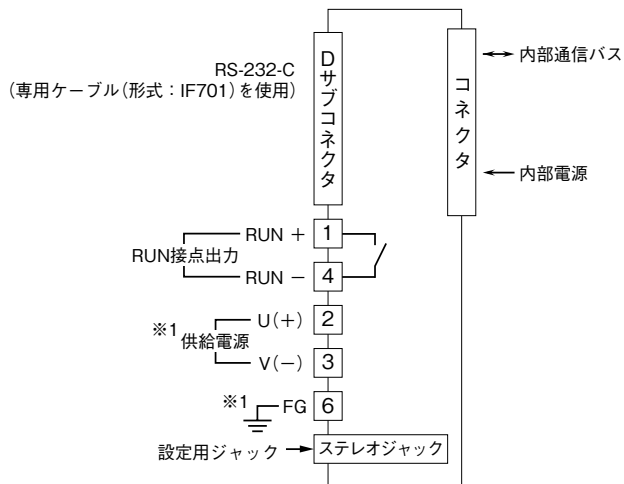 RS-232-C
(専用ケーブル(形式：IF701)を使用)
Dサブコネクタ
コネクタ
内部通信バス
内部電源
RUN接点出力
RUN ＋
1
RUN －
4
※1
供給電源
U(＋)
2
V(－)
3
※1
FG
6
設定用ジャック
ステレオジャック